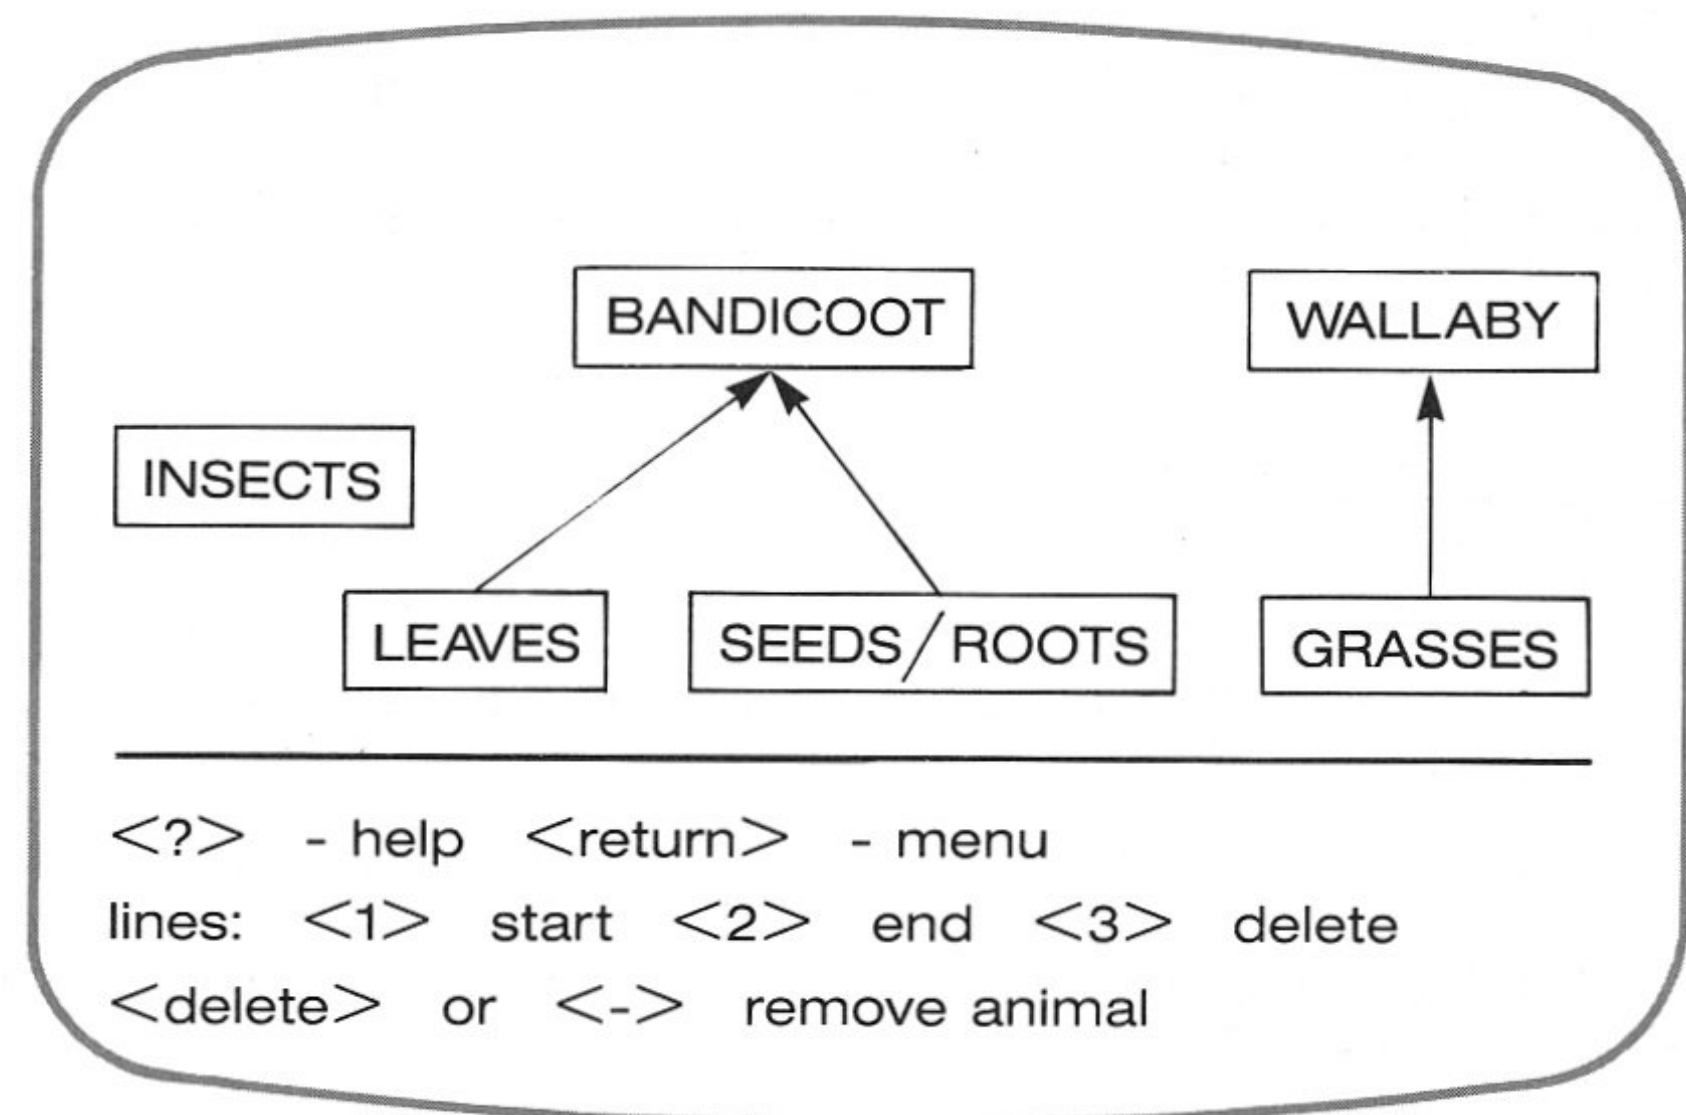 BANDICOOT WALLABY
INSECTS
LEAVES SEEDS/ROOTS GRASSES
<?> - help <return> - menu
lines: <1> start <2> end <3> delete
<delete> or <-> remove animal